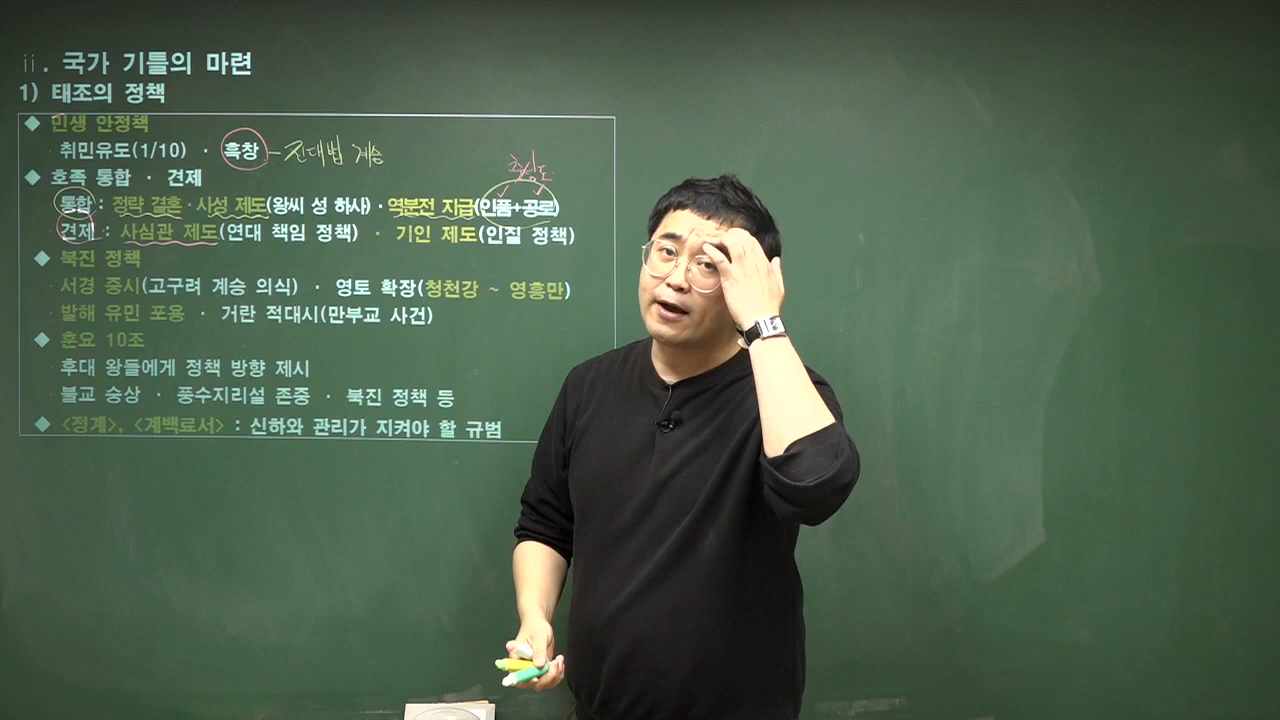 ⅱ. 국가 기틀의 마련
1) 태조의 정책
◆ 민생 안정책
· 취민유도(1/10) · 흑창 - 진대법 계승
◆ 호족 통합 · 견제
충성도
통합 : 정략 결혼 · 사성 제도(왕씨 성 하사) · 역분전 지급(인품+공로)
견제 : 사심관 제도(연대 책임 정책) · 기인 제도(인질 정책)
◆ 북진 정책
· 서경 중시(고구려 계승 의식) · 영토 확장(청천강 ~ 영흥만)
· 발해 유민 포용 · 거란 적대시(만부교 사건)
◆ 훈요 10조
· 후대 왕들에게 정책 방향 제시
· 불교 숭상 · 풍수지리설 존중 · 북진 정책 등
◆ <정계>, <계백료서> : 신하와 관리가 지켜야 할 규범